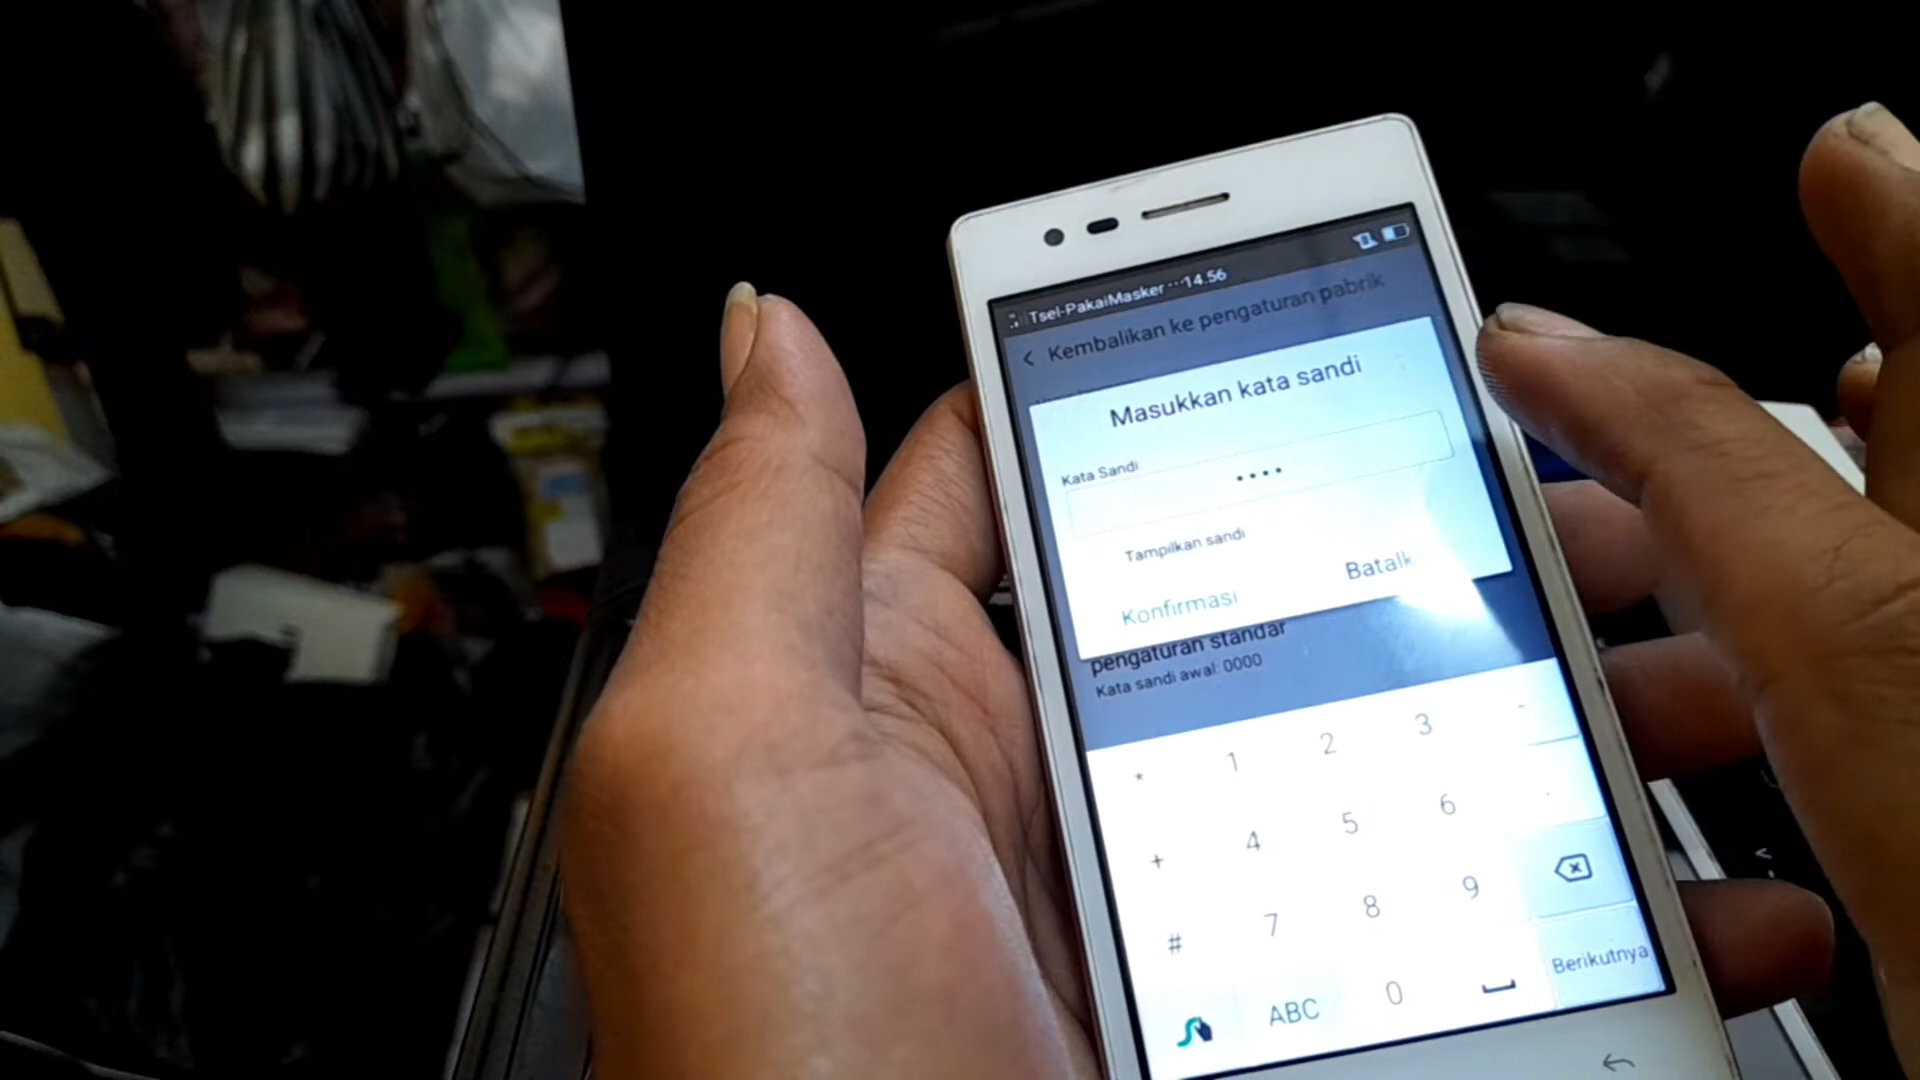 Tsel-PakaiMasker ... 14.56
< Kembalikan ke pengaturan pabrik
Masukkan kata sandi
Kata Sandi:
••••
Tampilkan sandi
Konfirmasi
Batalk
pengaturan standar
Kata sandi awal: 0000
* 1 2 3 -
+ 4 5 6 .
# 7 8 9
ABC 0 Berikutnya